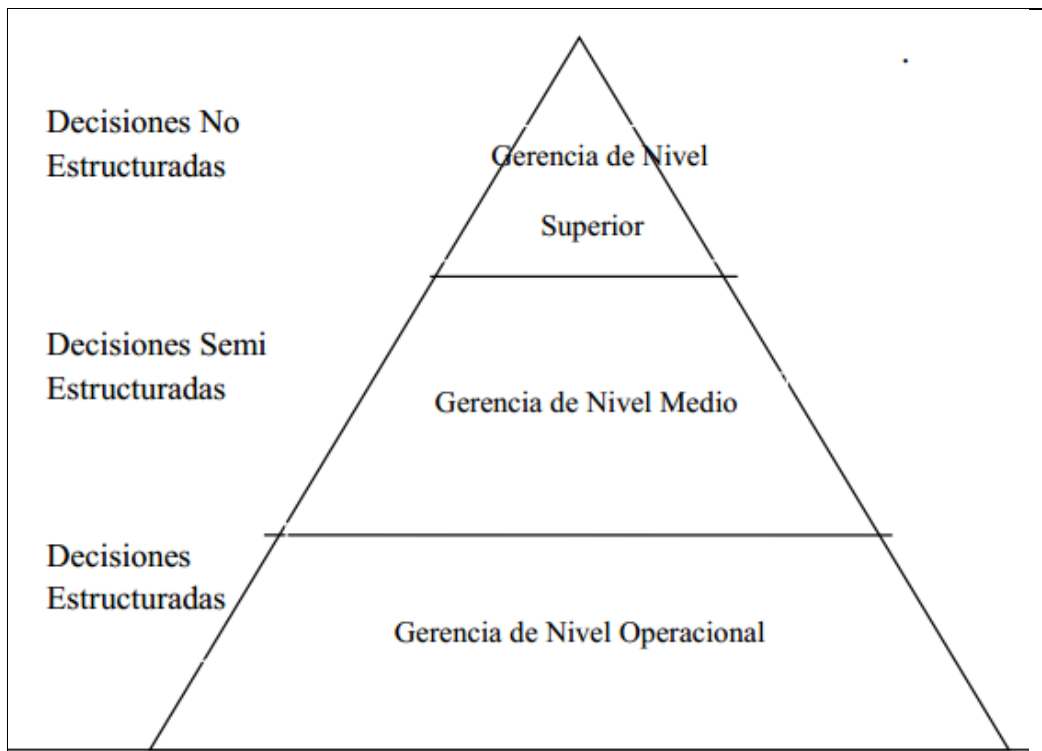 Decisiones No
Estructuradas
Gerencia de Nivel
Superior
Decisiones Semi
Estructuradas
Gerencia de Nivel Medio
Decisiones
Estructuradas
Gerencia de Nivel Operacional